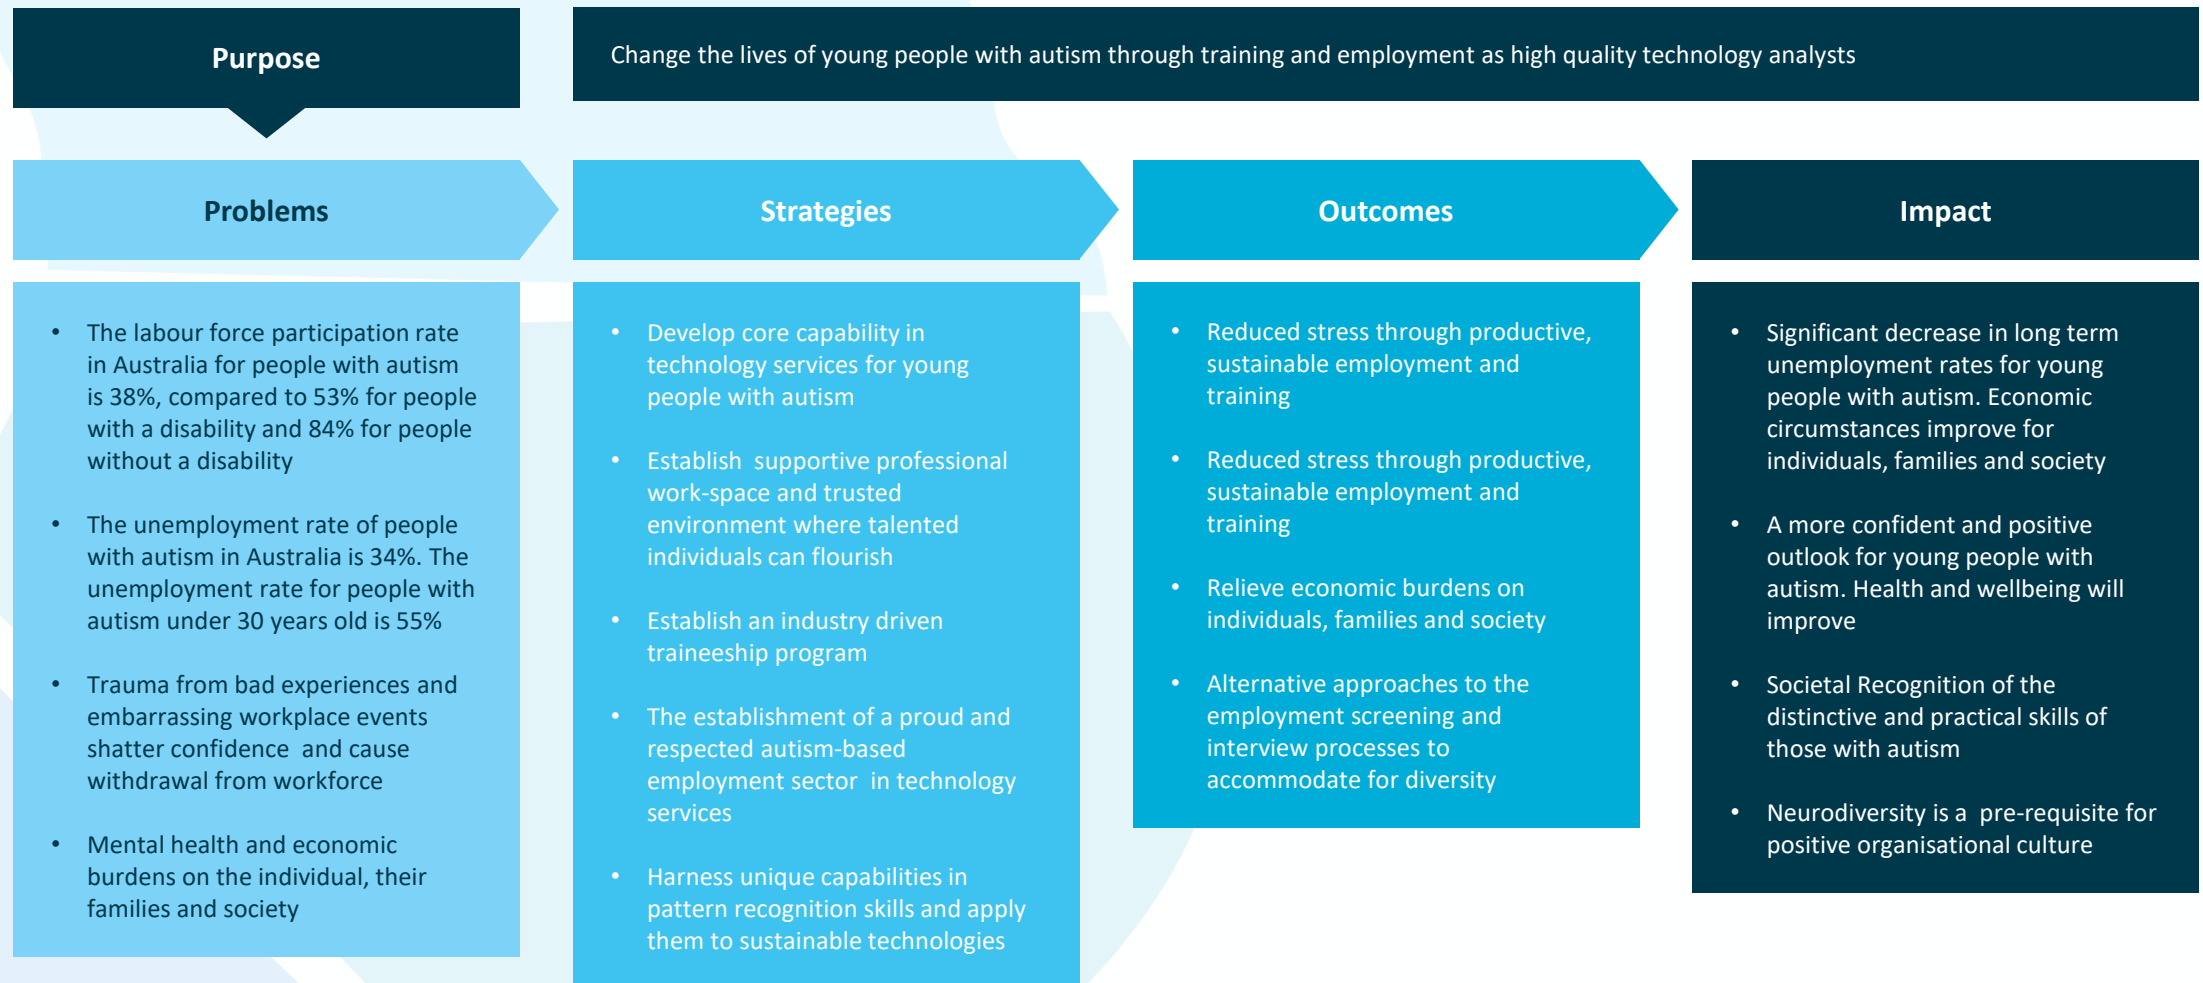 Purpose
Change the lives of young people with autism through training and employment as high quality technology analysts
Problems
• The labour force participation rate
in Australia for people with autism
is 38%, compared to 53% for people
with a disability and 84% for people
without a disability
• The unemployment rate of people
with autism in Australia is 34%. The
unemployment rate for people with
autism under 30 years old is 55%
• Trauma from bad experiences and
embarrassing workplace events
shatter confidence and cause
withdrawal from workforce
• Mental health and economic
burdens on the individual, their
families and society
Strategies
• Develop core capability in
technology services for young
people with autism
• Establish supportive professional
work-space and trusted
environment where talented
individuals can flourish
• Establish an industry driven
traineeship program
• The establishment of a proud and
respected autism-based
employment sector in technology
services
• Harness unique capabilities in
pattern recognition skills and apply
them to sustainable technologies
Outcomes
• Reduced stress through productive,
sustainable employment and
training
• Reduced stress through productive,
sustainable employment and
training
• Relieve economic burdens on
individuals, families and society
• Alternative approaches to the
employment screening and
interview processes to
accommodate for diversity
Impact
• Significant decrease in long term
unemployment rates for young
people with autism. Economic
circumstances improve for
individuals, families and society
• A more confident and positive
outlook for young people with
autism. Health and wellbeing will
improve
• Societal Recognition of the
distinctive and practical skills of
those with autism
• Neurodiversity is a pre-requisite for
positive organisational culture